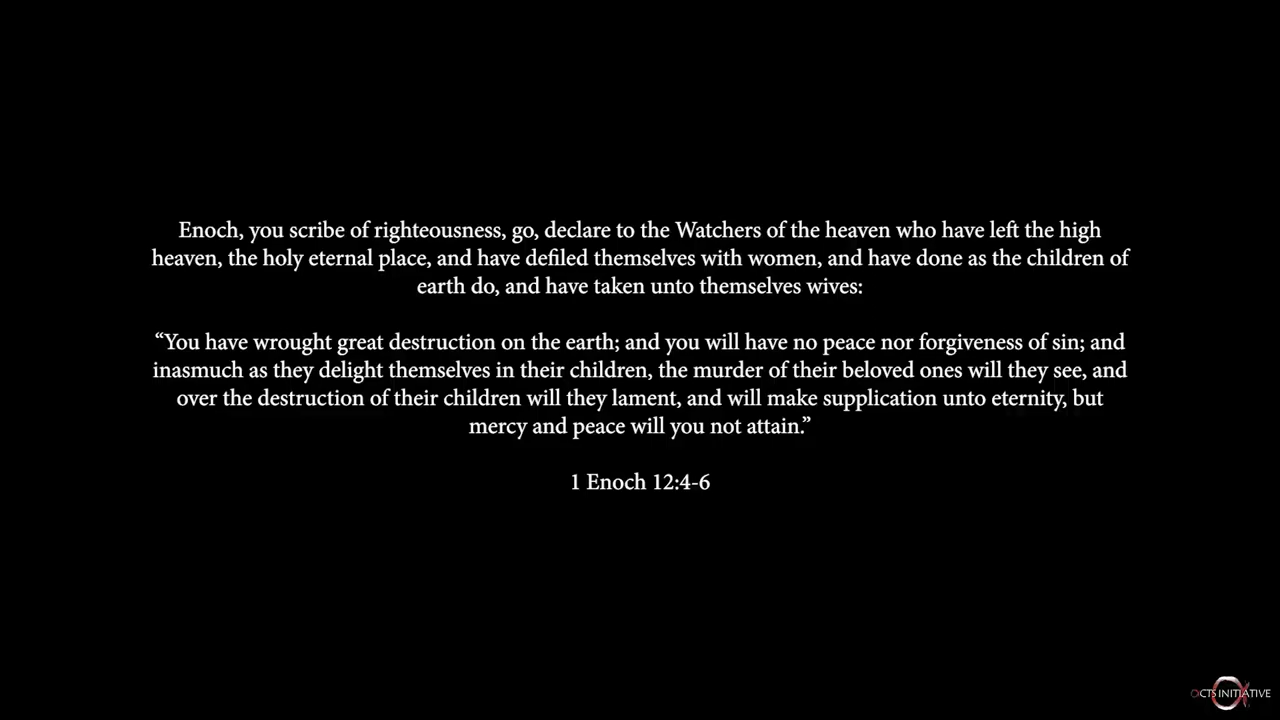 Enoch, you scribe of righteousness, go, declare to the Watchers of the heaven who have left the high
heaven, the holy eternal place, and have defiled themselves with women, and have done as the children of
earth do, and have taken unto themselves wives:
“You have wrought great destruction on the earth; and you will have no peace nor forgiveness of sin; and
inasmuch as they delight themselves in their children, the murder of their beloved ones will they see, and
over the destruction of their children will they lament, and will make supplication unto eternity, but
mercy and peace will you not attain.”
1 Enoch 12:4-6
OCTS INITIATIVE